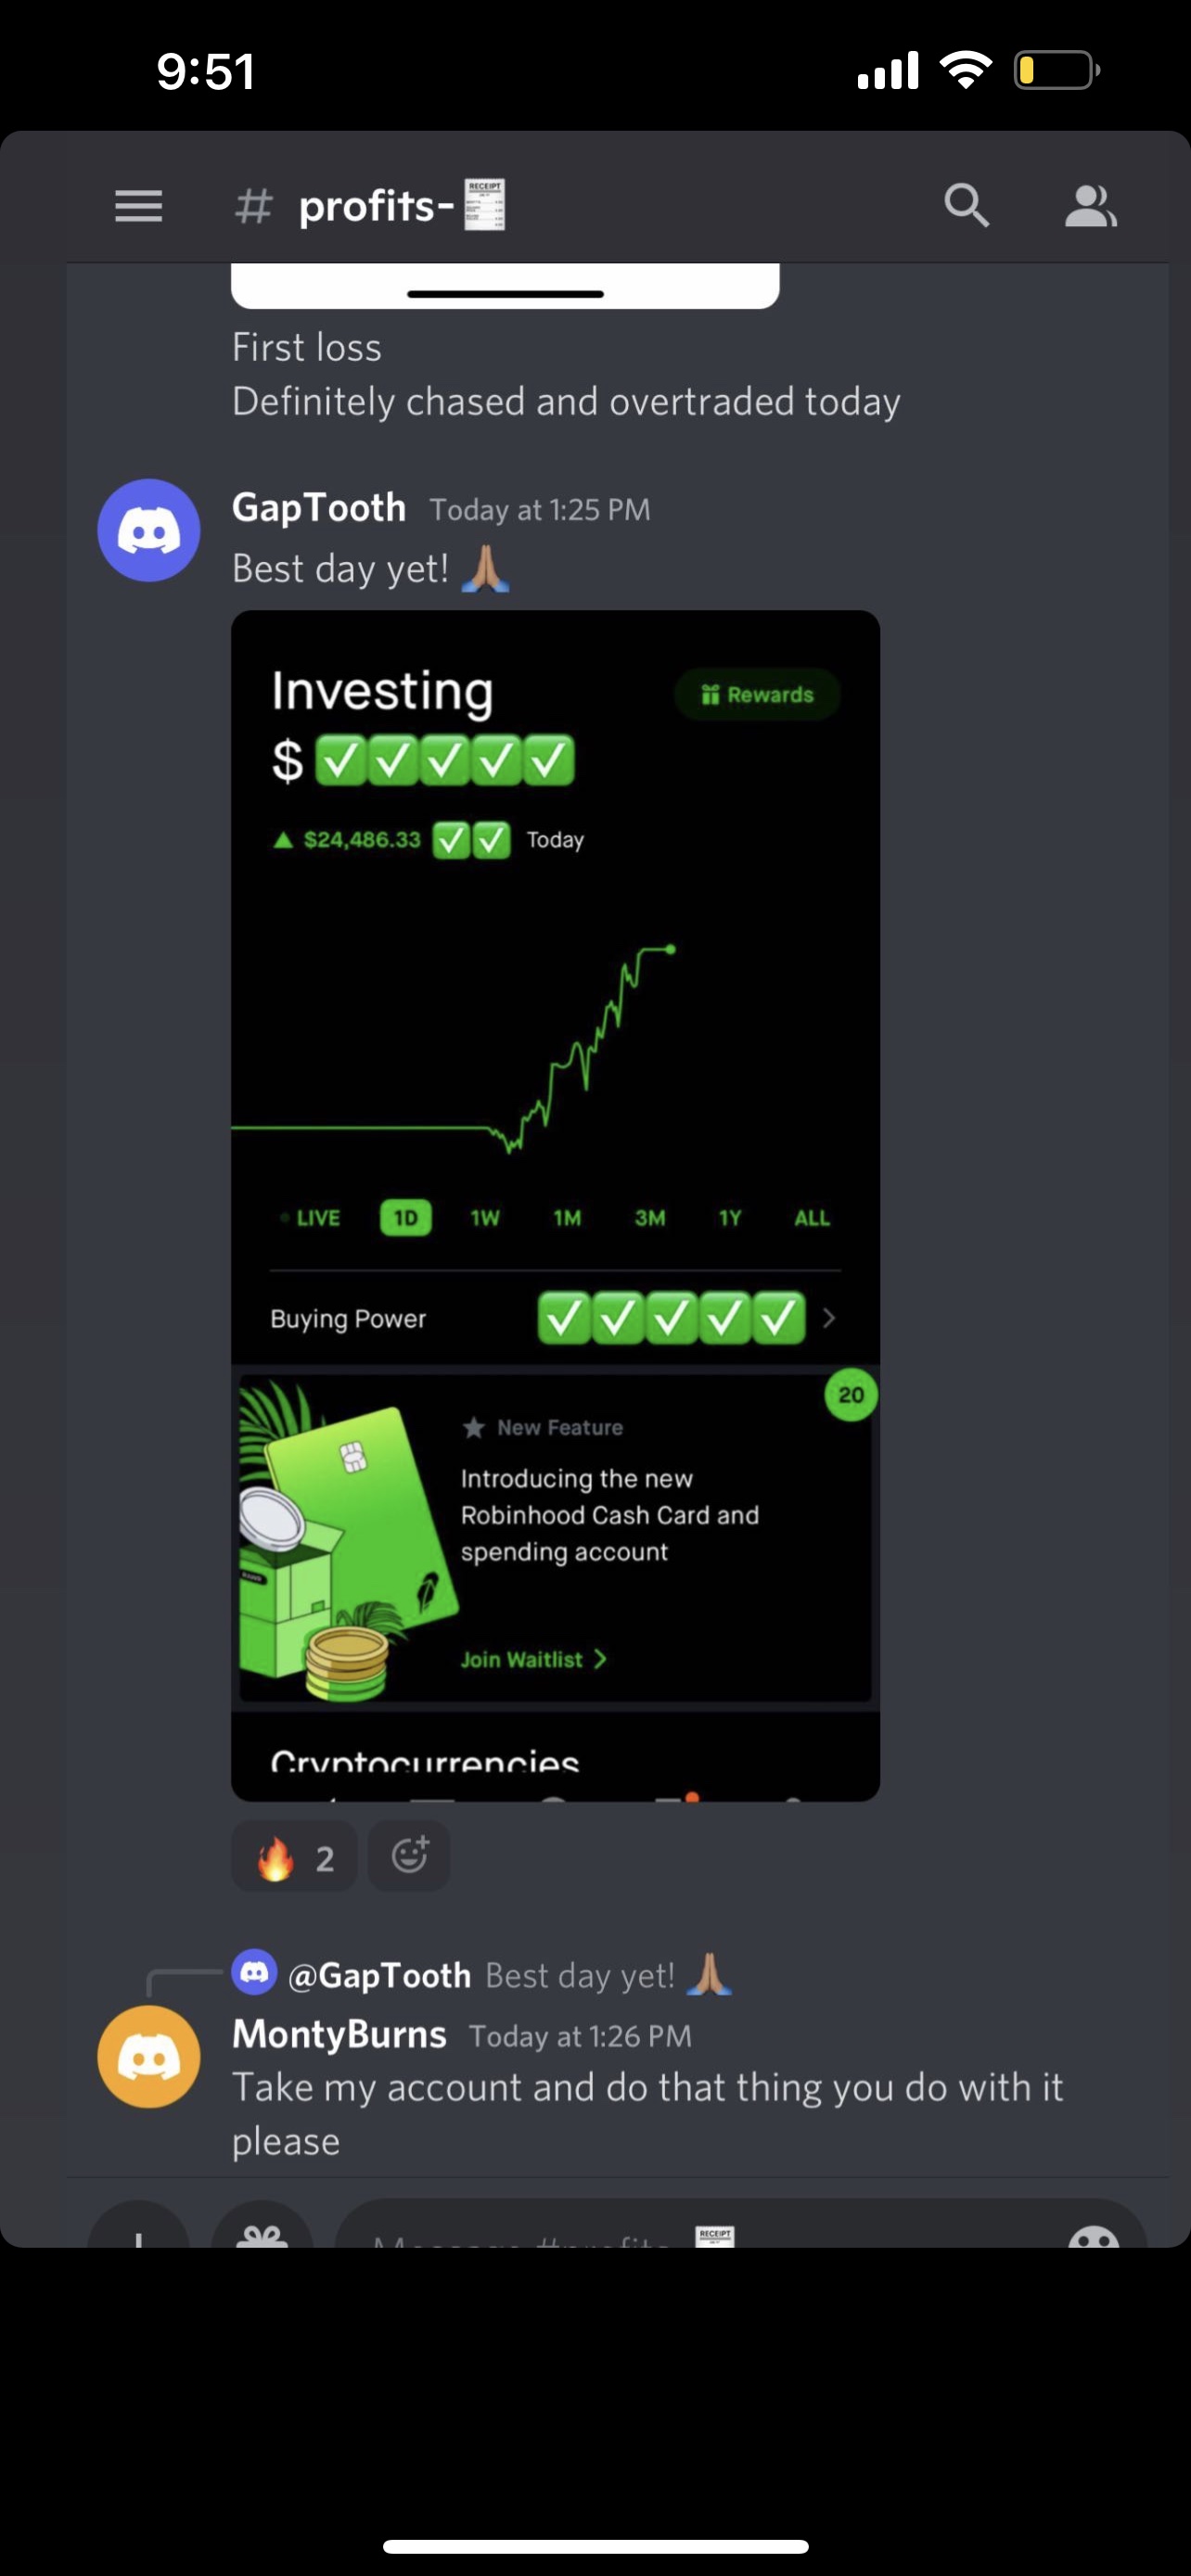 9:51
# profits-🧾
RECEIPT
First loss
Definitely chased and overtraded today
GapTooth Today at 1:25 PM
Best day yet! 🙏🏽
Investing
Rewards
$ ✅✅✅✅✅
▲ $24,486.33 ✅✅ Today
LIVE 1D 1W 1M 3M 1Y ALL
Buying Power ✅✅✅✅✅ >
20
★ New Feature
Introducing the new
Robinhood Cash Card and
spending account
Join Waitlist >
Cryptocurrencies
🔥 2
@GapTooth Best day yet! 🙏🏽
MontyBurns Today at 1:26 PM
Take my account and do that thing you do with it
please
Message #profits-🧾
RECEIPT